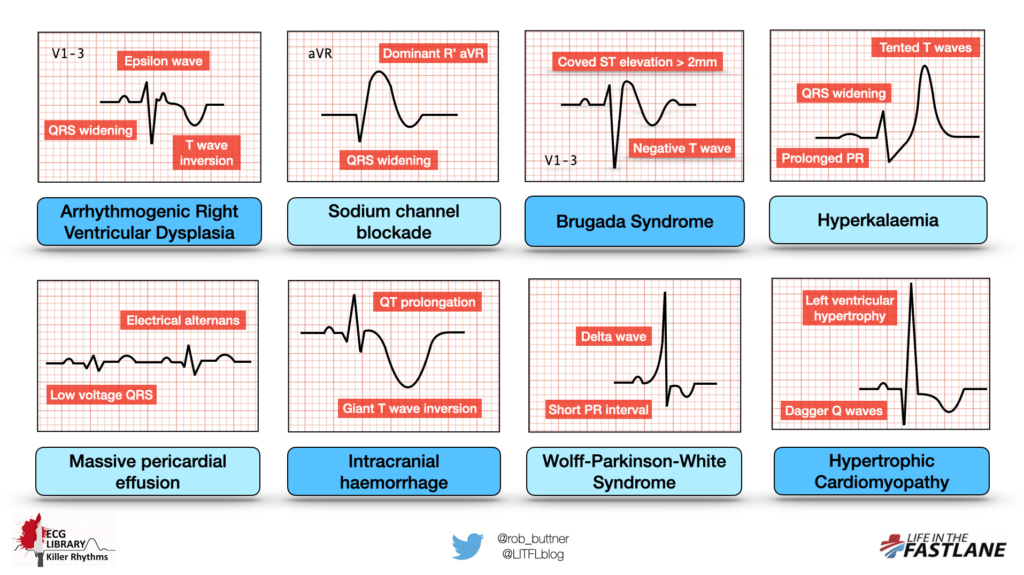 V1-3
Epsilon wave
QRS widening
T wave
inversion
Arrhythmogenic Right
Ventricular Dysplasia
aVR
Dominant R' aVR
QRS widening
Sodium channel
blockade
Coved ST elevation > 2mm
Negative T wave
V1-3
Brugada Syndrome
Tented T waves
QRS widening
Prolonged PR
Hyperkalaemia
Electrical alternans
Low voltage QRS
Massive pericardial
effusion
QT prolongation
Giant T wave inversion
Intracranial
haemorrhage
Delta wave
Short PR interval
Wolff-Parkinson-White
Syndrome
Left ventricular
hypertrophy
Dagger Q waves
Hypertrophic
Cardiomyopathy
ECG
LIBRARY
Killer Rhythms
@rob_buttner
@LITFLblog
LIFE IN THE
FASTLANE